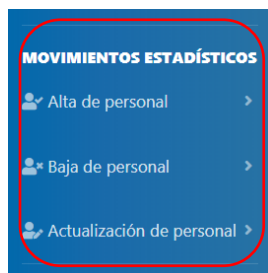 MOVIMIENTOS ESTADÍSTICOS
Alta de personal
Baja de personal
Actualización de personal